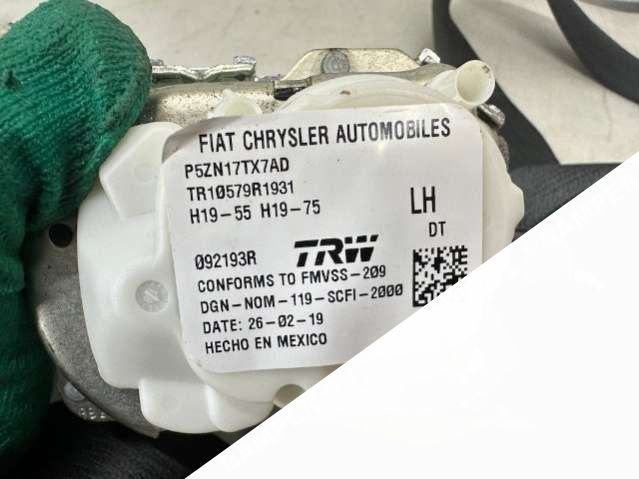 FIAT CHRYSLER AUTOMOBILES
P5ZN17TX7AD
TR10579R1931
H19-55 H19-75
LH
DT
092193R TRW
CONFORMS TO FMVSS-209
DGN-NOM-119-SCFI-2000
DATE: 26-02-19
HECHO EN MEXICO